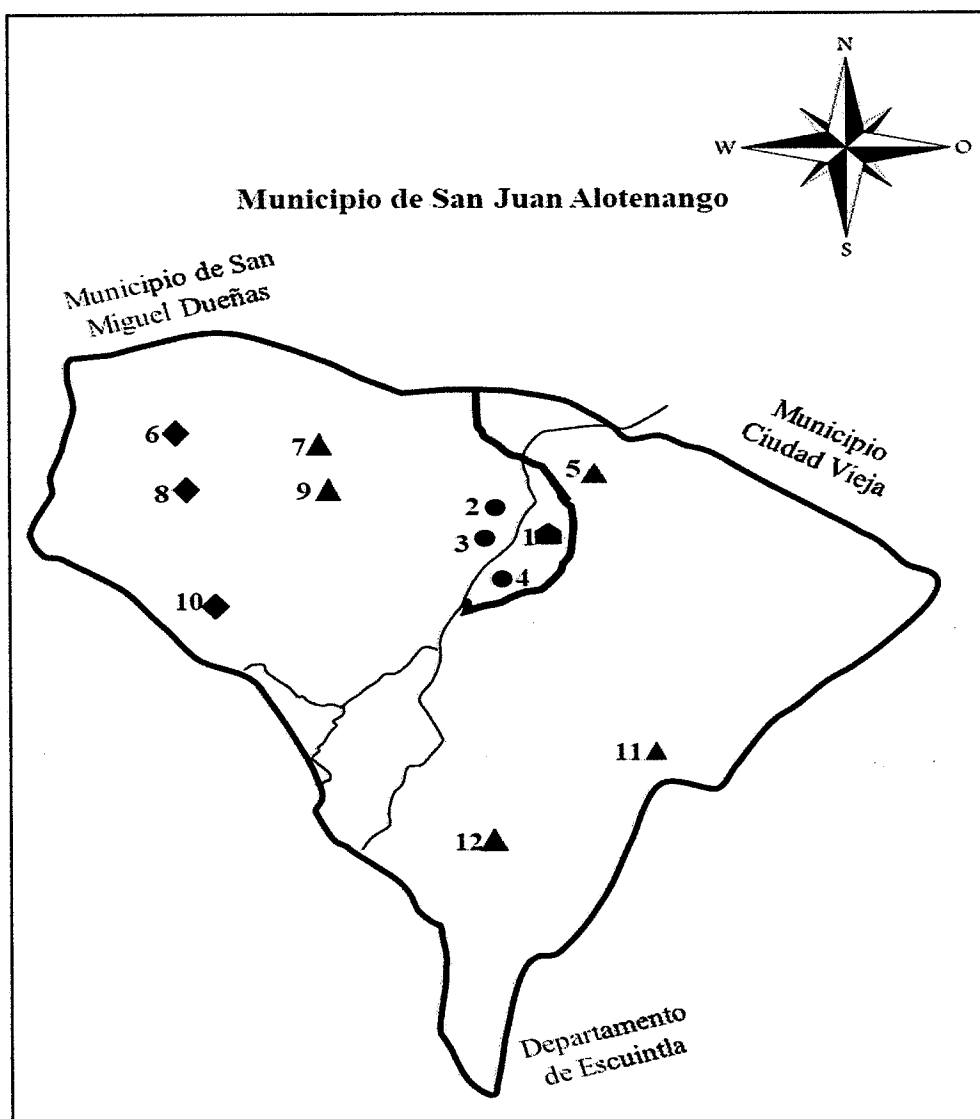 N
W
O
S
Municipio de San Juan Alotenango
Municipio de San
Miguel Dueñas
Municipio
Ciudad Vieja
6
7
5
8
9
2
3
1
4
10
11
12
Departamento
de Escuintla